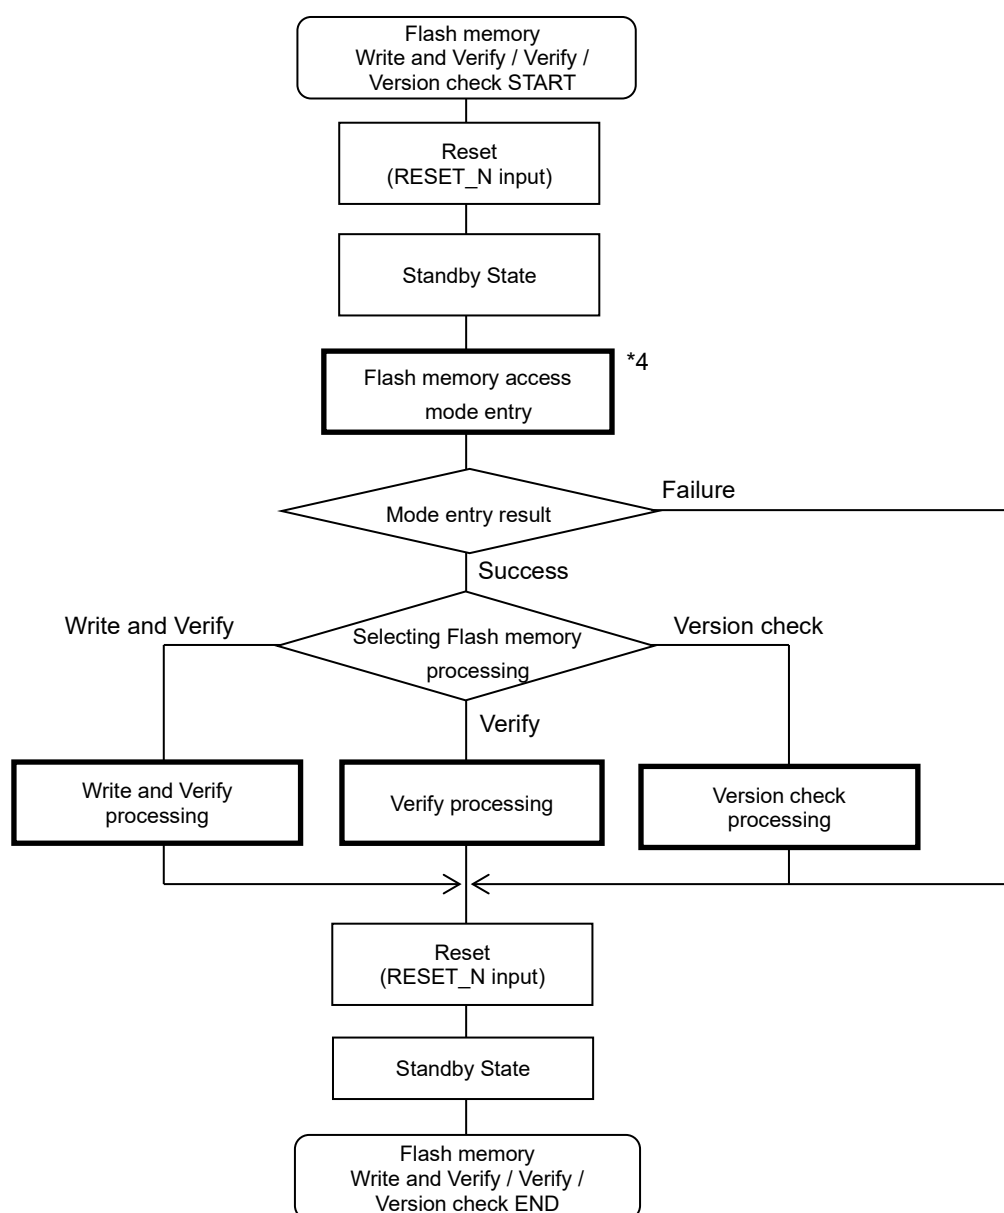 Flash memory
Write and Verify / Verify /
Version check START
Reset
(RESET_N input)
Standby State
Flash memory access
mode entry
*4
Mode entry result
Failure
Success
Write and Verify
Selecting Flash memory
processing
Version check
Verify
Write and Verify
processing
Verify processing
Version check
processing
Reset
(RESET_N input)
Standby State
Flash memory
Write and Verify / Verify /
Version check END